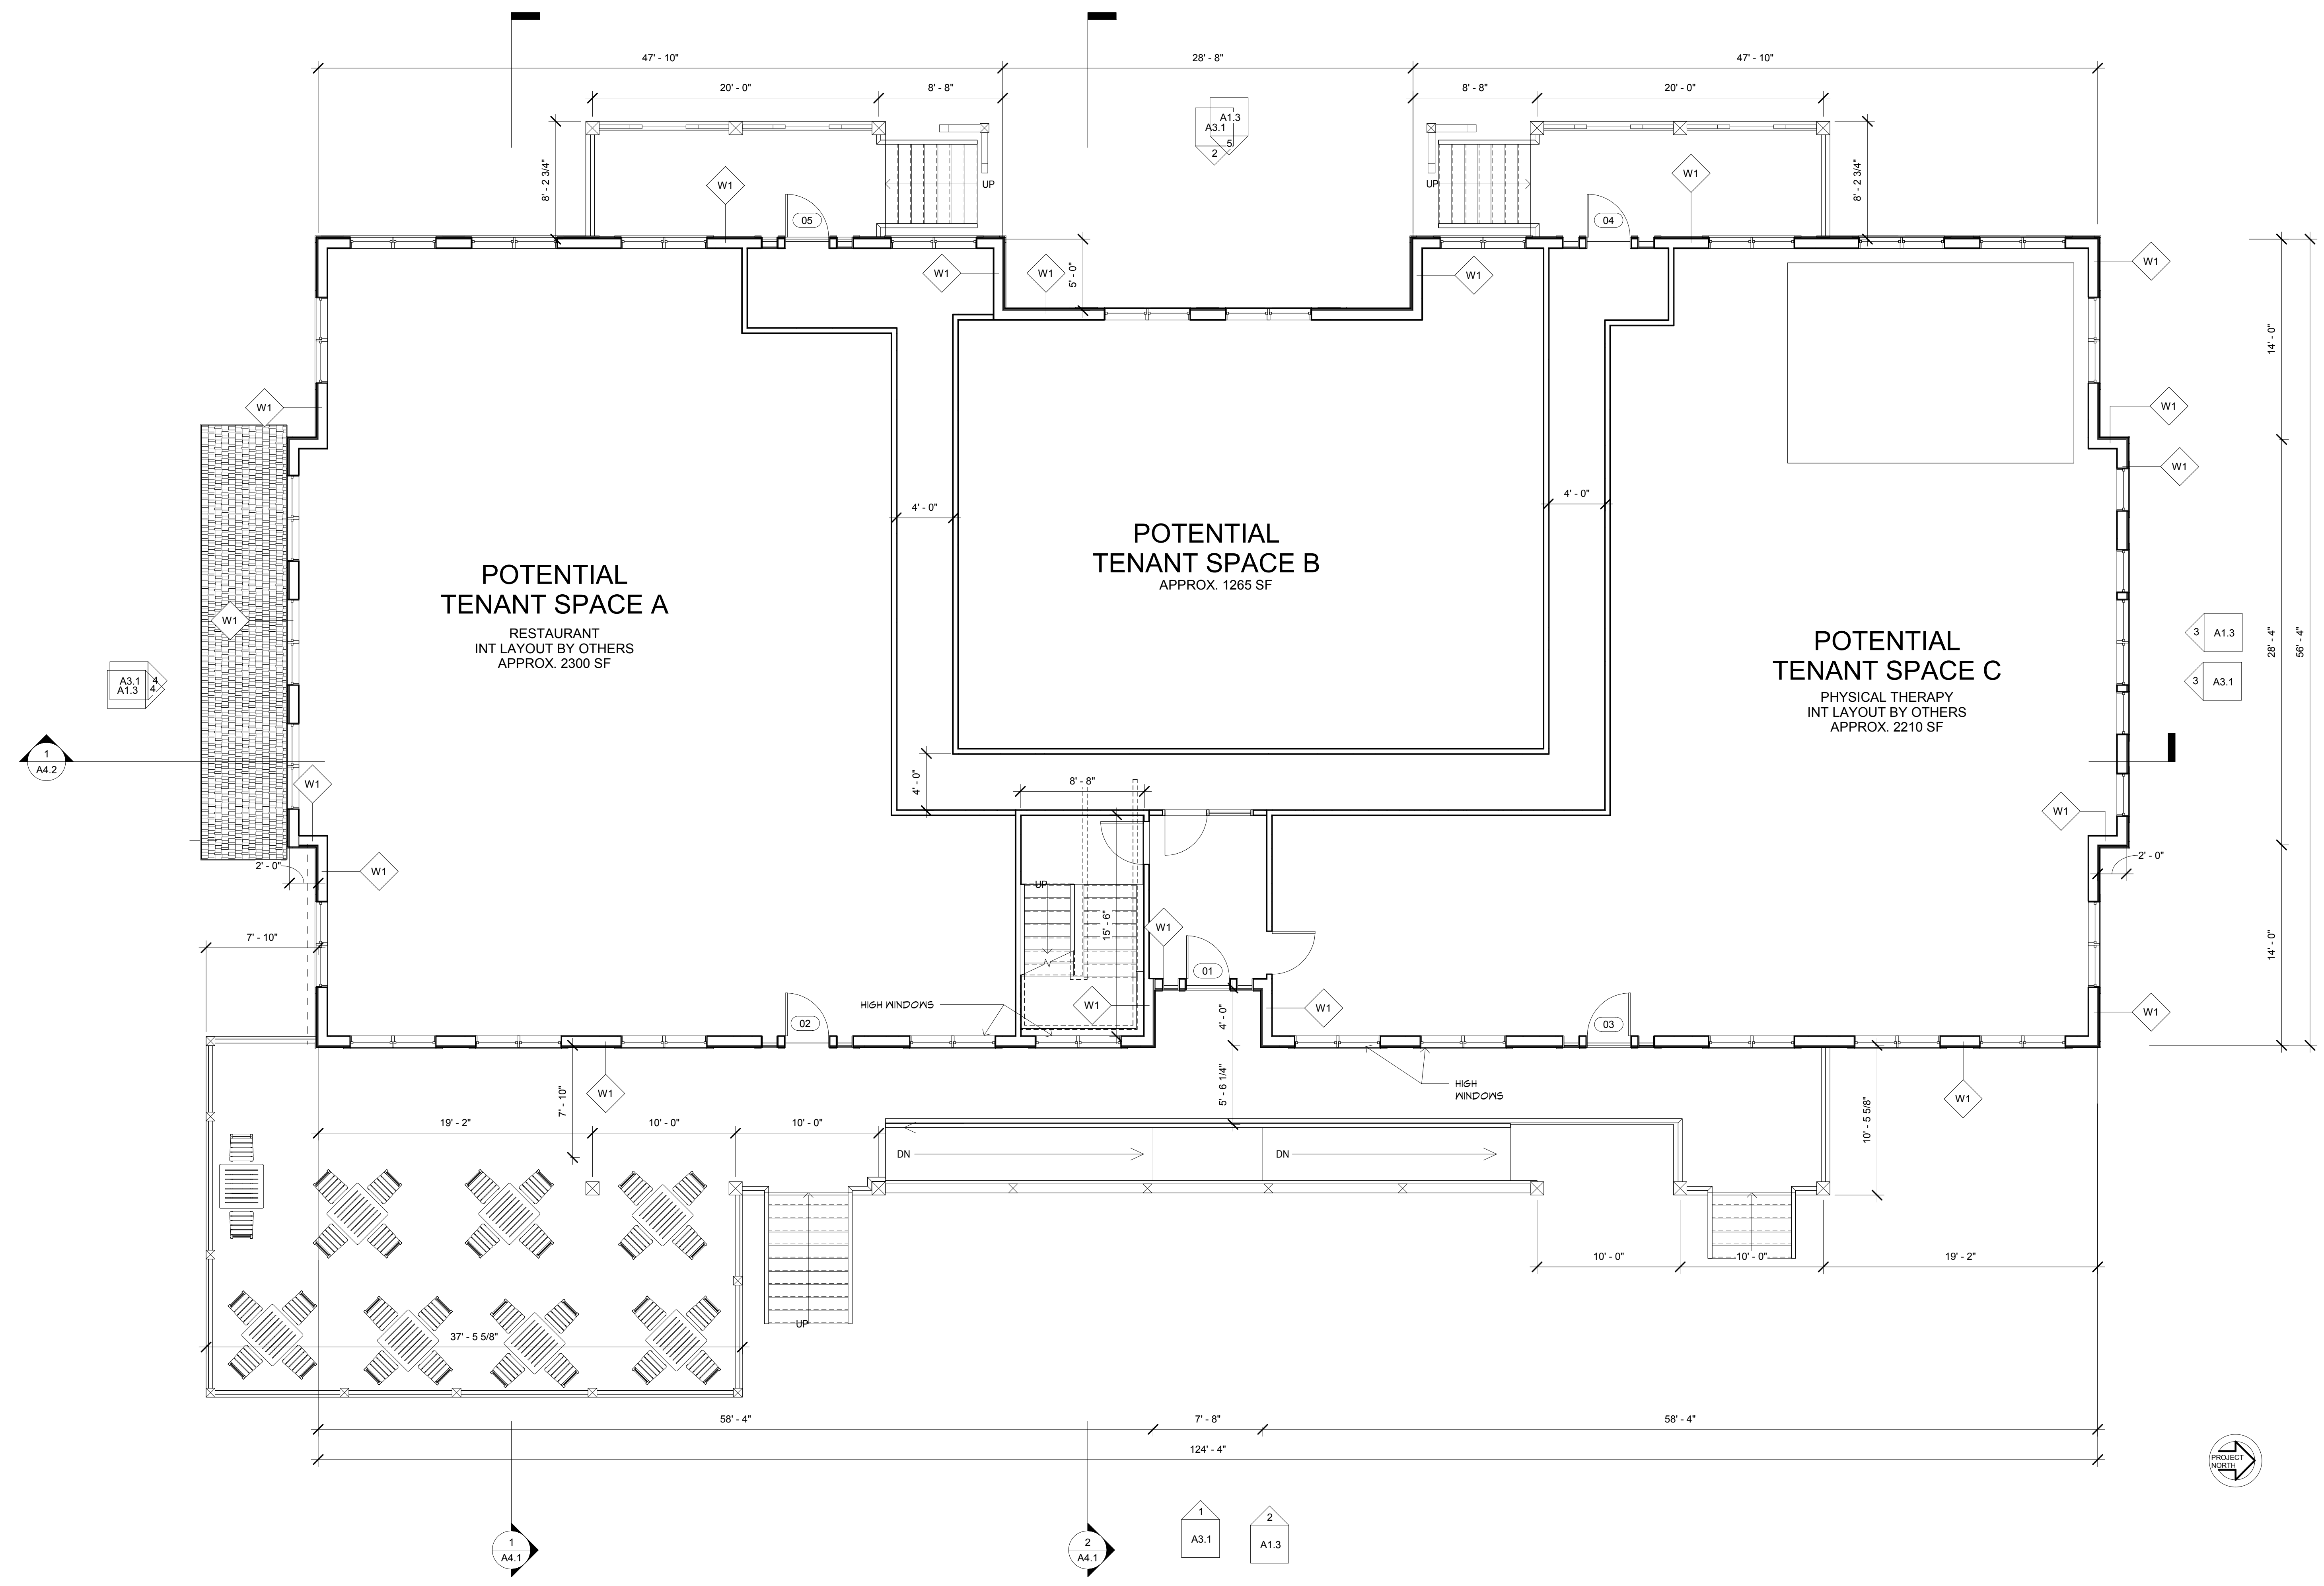 47' - 10"
28' - 8"
47' - 10"
20' - 0"
8' - 8"
8' - 8"
20' - 0"
A1.3
A3.1
5
2
8' - 2 3/4"
8' - 2 3/4"
W1
W1
UP
UP
05
04
W1
W1
W1
W1
5' - 0"
14' - 0"
W1
W1
W1
4' - 0"
4' - 0"
POTENTIAL
TENANT SPACE A
RESTAURANT
INT LAYOUT BY OTHERS
APPROX. 2300 SF
POTENTIAL
TENANT SPACE B
APPROX. 1265 SF
POTENTIAL
TENANT SPACE C
PHYSICAL THERAPY
INT LAYOUT BY OTHERS
APPROX. 2210 SF
W1
3
A1.3
28' - 4"
56' - 4"
A3.1
4
A1.3
4
3
A3.1
1
A4.2
W1
4' - 0"
8' - 8"
W1
2' - 0"
W1
UP
2' - 0"
15' - 6"
W1
7' - 10"
14' - 0"
01
HIGH WINDOWS
W1
W1
W1
02
4' - 0"
03
7' - 10"
W1
5' - 6 1/4"
HIGH
WINDOWS
W1
10' - 5 5/8"
19' - 2"
10' - 0"
10' - 0"
DN
DN
10' - 0"
10' - 0"
19' - 2"
UP
37' - 5 5/8"
58' - 4"
7' - 8"
58' - 4"
124' - 4"
PROJECT
NORTH
1
A4.1
2
A4.1
1
A3.1
2
A1.3